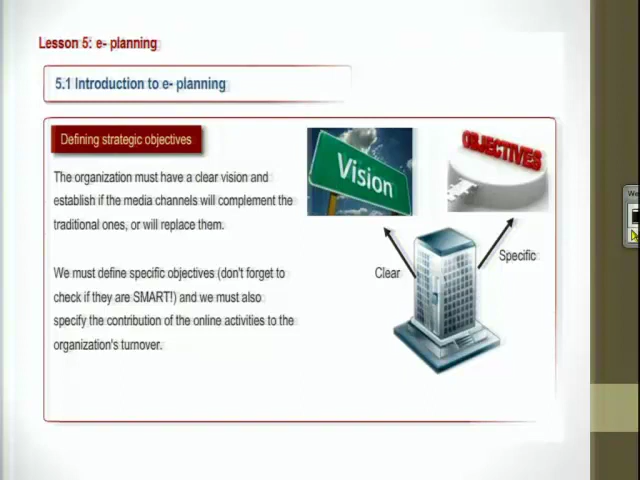 Lesson 5: e- planning
5.1 Introduction to e- planning
Defining strategic objectives
The organization must have a clear vision and
establish if the media channels will complement the
traditional ones, or will replace them.
We must define specific objectives (don't forget to
check if they are SMART!) and we must also
specify the contribution of the online activities to the
organization's turnover.
Vision
OBJECTIVES
Clear
Specific